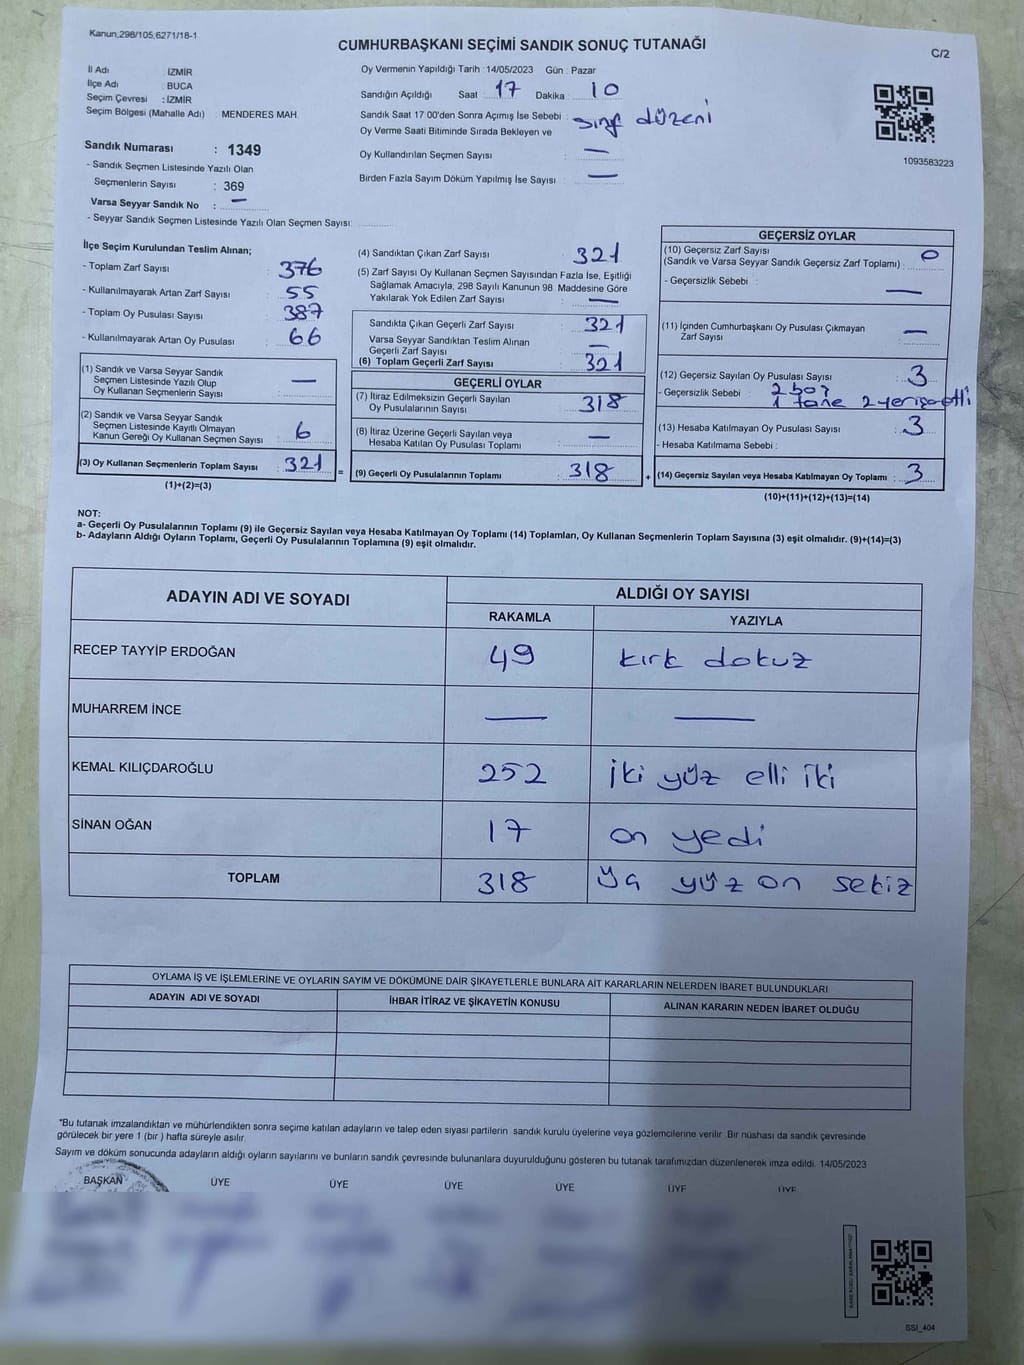 Kanun,298/105,6271/18-1
CUMHURBAŞKANI SEÇİMİ SANDIK SONUÇ TUTANAĞI
C/2
İl Adı : İZMİR
İlçe Adı : BUCA
Seçim Çevresi : İZMİR
Seçim Bölgesi (Mahalle Adı) : MENDERES MAH.
Oy Vermenin Yapıldığı Tarih : 14/05/2023 Gün : Pazar
Sandığın Açıldığı Saat : 17 Dakika : 10
Sandık Saat 17 00'den Sonra Açımış İse Sebebi : sınıf düzeni
Oy Verme Saati Bitiminde Sırada Bekleyen ve
Oy Kullandırılan Seçmen Sayısı : —
Birden Fazla Sayım Döküm Yapılmış İse Sayısı : —
1093583223
Sandık Numarası : 1349
- Sandık Seçmen Listesinde Yazılı Olan
Seçmenlerin Sayısı : 369
Varsa Seyyar Sandık No : —
- Seyyar Sandık Seçmen Listesinde Yazılı Olan Seçmen Sayısı:
İlçe Seçim Kurulundan Teslim Alınan;
- Toplam Zarf Sayısı : 376
- Kullanılmayarak Artan Zarf Sayısı : 55
- Toplam Oy Pusulası Sayısı : 387
- Kullanılmayarak Artan Oy Pusulası : 66
(1) Sandık ve Varsa Seyyar Sandık
Seçmen Listesinde Yazılı Olup
Oy Kullanan Seçmenlerin Sayısı : —
(2) Sandık ve Varsa Seyyar Sandık
Seçmen Listesinde Kayıtlı Olmayan
Kanun Gereği Oy Kullanan Seçmen Sayısı : 6
(3) Oy Kullanan Seçmenlerin Toplam Sayısı : 321
(1)+(2)=(3)
(4) Sandıktan Çıkan Zarf Sayısı : 321
(5) Zarf Sayısı Oy Kullanan Seçmen Sayısından Fazla İse, Eşitliği
Sağlamak Amacıyla; 298 Sayılı Kanunun 98. Maddesine Göre
Yakılarak Yok Edilen Zarf Sayısı : —
Sandıkta Çıkan Geçerli Zarf Sayısı : 321
Varsa Seyyar Sandıktan Teslim Alınan
Geçerli Zarf Sayısı : —
(6) Toplam Geçerli Zarf Sayısı : 321
GEÇERLİ OYLAR
(7) İtiraz Edilmeksizin Geçerli Sayılan
Oy Pusulalarının Sayısı : 318
(8) İtiraz Üzerine Geçerli Sayılan veya
Hesaba Katılan Oy Pusulası Toplamı : —
= (9) Geçerli Oy Pusulalarının Toplamı : 318
GEÇERSİZ OYLAR
(10) Geçersiz Zarf Sayısı
(Sandık ve Varsa Seyyar Sandık Geçersiz Zarf Toplamı) : 0
- Geçersizlik Sebebi : —
(11) İçinden Cumhurbaşkanı Oy Pusulası Çıkmayan
Zarf Sayısı : —
(12) Geçersiz Sayılan Oy Pusulası Sayısı : 3
- Geçersizlik Sebebi : 2 boş
1 tane 2 yerişaretli
(13) Hesaba Katılmayan Oy Pusulası Sayısı : 3
- Hesaba Katılmama Sebebi :
+ (14) Geçersiz Sayılan veya Hesaba Katılmayan Oy Toplamı : 3
(10)+(11)+(12)+(13)=(14)
NOT:
a- Geçerli Oy Pusulalarının Toplamı (9) ile Geçersiz Sayılan veya Hesaba Katılmayan Oy Toplamı (14) Toplamları, Oy Kullanan Seçmenlerin Toplam Sayısına (3) eşit olmalıdır. (9)+(14)=(3)
b- Adayların Aldığı Oyların Toplamı, Geçerli Oy Pusulalarının Toplamına (9) eşit olmalıdır.
ADAYIN ADI VE SOYADI
ALDIĞI OY SAYISI
RAKAMLA YAZIYLA
RECEP TAYYİP ERDOĞAN 49 kırk dokuz
MUHARREM İNCE — —
KEMAL KILIÇDAROĞLU 252 iki yüz elli iki
SİNAN OĞAN 17 on yedi
TOPLAM 318 Üç yüz on sekiz
OYLAMA İŞ VE İŞLEMLERİNE VE OYLARIN SAYIM VE DÖKÜMÜNE DAİR ŞİKAYETLERLE BUNLARA AİT KARARLARIN NELERDEN İBARET BULUNDUKLARI
ADAYIN ADI VE SOYADI İHBAR İTİRAZ VE ŞİKAYETİN KONUSU ALINAN KARARIN NEDEN İBARET OLDUĞU
*Bu tutanak imzalandıktan ve mühürlendikten sonra seçime katılan adayların ve talep eden siyasi partilerin sandık kurulu üyelerine veya gözlemcilerine verilir. Bir nüshası da sandık çevresinde
görülecek bir yere 1 (bir ) hafta süreyle asılır.
Sayım ve döküm sonucunda adayların aldığı oyların sayılarını ve bunların sandık çevresinde bulunanlara duyurulduğunu gösteren bu tutanak tarafımızdan düzenlenerek imza edildi. 14/05/2023
BAŞKAN ÜYE ÜYE ÜYE ÜYE ÜYE ÜYE
SSI_404